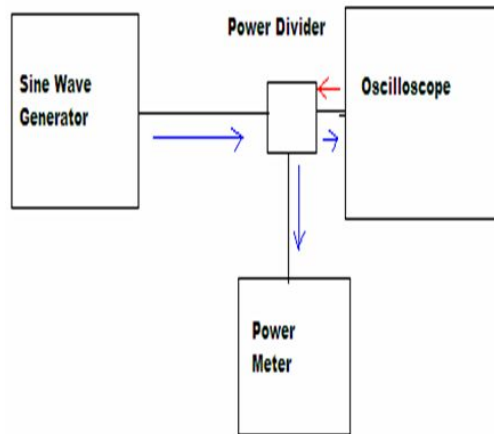 Power Divider
Sine Wave
Generator
Oscilloscope
Power
Meter